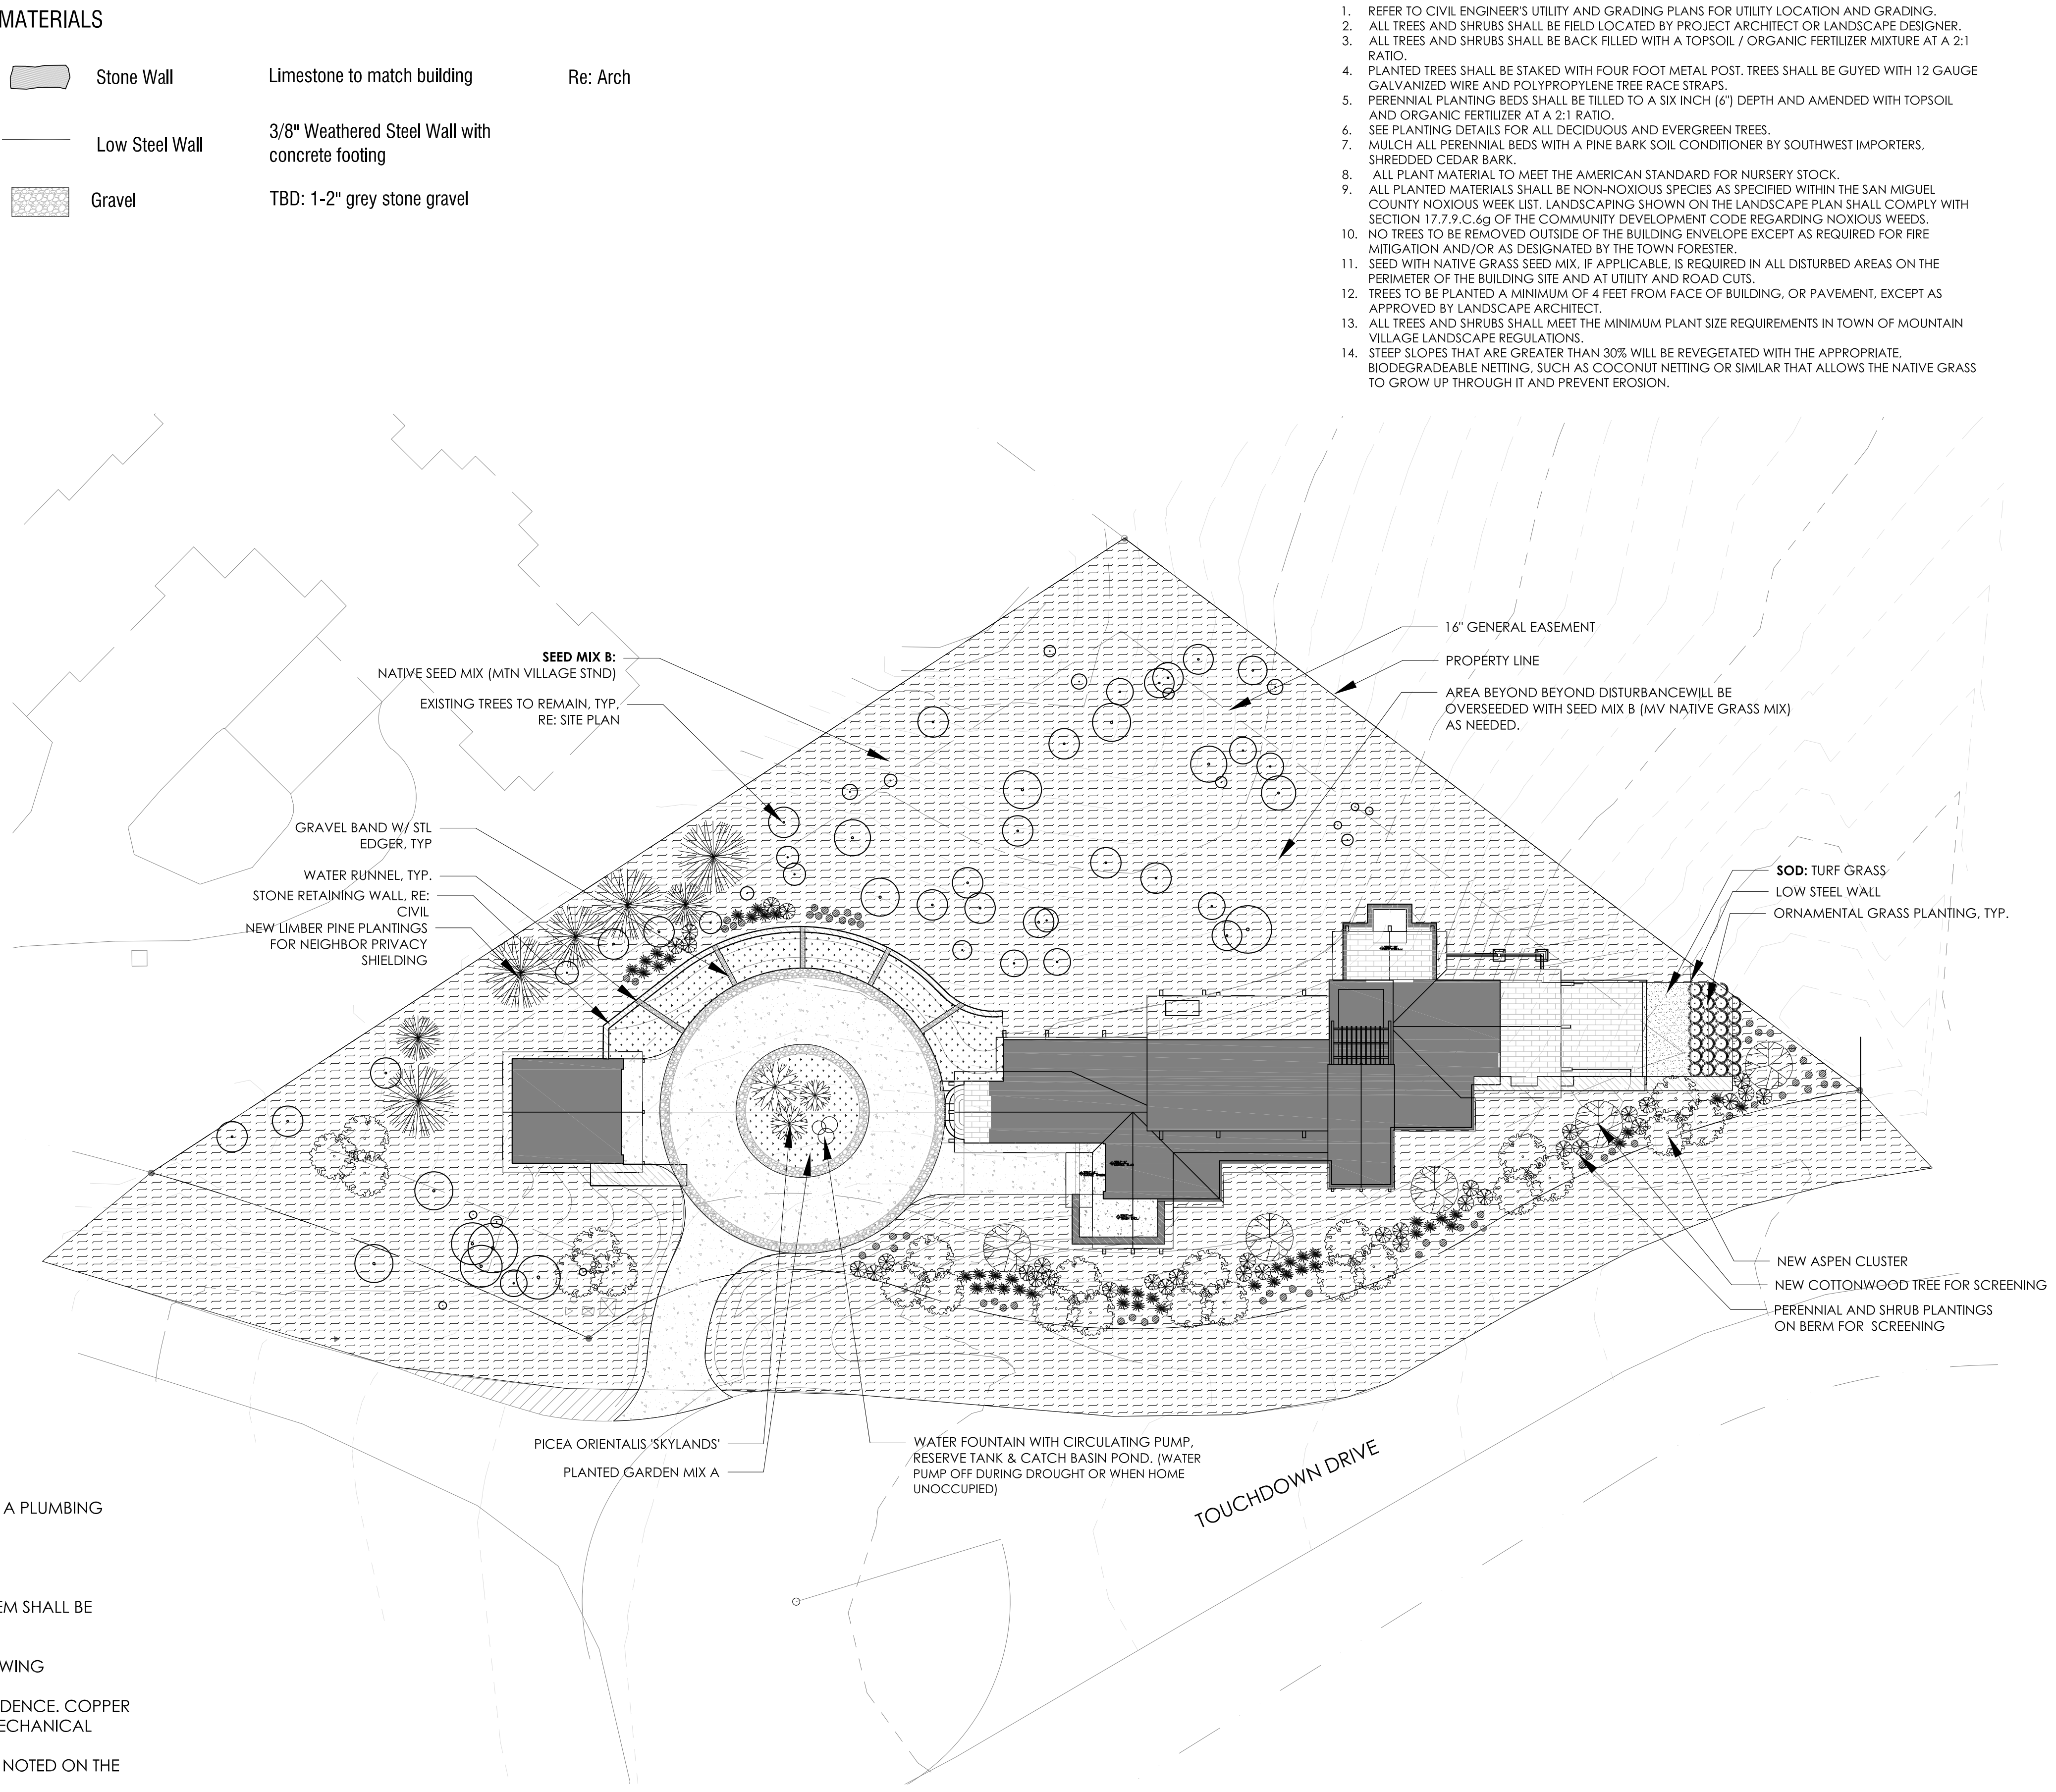 MATERIALS
Stone Wall
Limestone to match building
Re: Arch
Low Steel Wall
3/8" Weathered Steel Wall with
concrete footing
Gravel
TBD: 1-2" grey stone gravel
1. REFER TO CIVIL ENGINEER'S UTILITY AND GRADING PLANS FOR UTILITY LOCATION AND GRADING.
2. ALL TREES AND SHRUBS SHALL BE FIELD LOCATED BY PROJECT ARCHITECT OR LANDSCAPE DESIGNER.
3. ALL TREES AND SHRUBS SHALL BE BACK FILLED WITH A TOPSOIL / ORGANIC FERTILIZER MIXTURE AT A 2:1
RATIO.
4. PLANTED TREES SHALL BE STAKED WITH FOUR FOOT METAL POST. TREES SHALL BE GUYED WITH 12 GAUGE
GALVANIZED WIRE AND POLYPROPYLENE TREE RACE STRAPS.
5. PERENNIAL PLANTING BEDS SHALL BE TILLED TO A SIX INCH (6") DEPTH AND AMENDED WITH TOPSOIL
AND ORGANIC FERTILIZER AT A 2:1 RATIO.
6. SEE PLANTING DETAILS FOR ALL DECIDUOUS AND EVERGREEN TREES.
7. MULCH ALL PERENNIAL BEDS WITH A PINE BARK SOIL CONDITIONER BY SOUTHWEST IMPORTERS,
SHREDDED CEDAR BARK.
8. ALL PLANT MATERIAL TO MEET THE AMERICAN STANDARD FOR NURSERY STOCK.
9. ALL PLANTED MATERIALS SHALL BE NON-NOXIOUS SPECIES AS SPECIFIED WITHIN THE SAN MIGUEL
COUNTY NOXIOUS WEEK LIST. LANDSCAPING SHOWN ON THE LANDSCAPE PLAN SHALL COMPLY WITH
SECTION 17.7.9.C.6g OF THE COMMUNITY DEVELOPMENT CODE REGARDING NOXIOUS WEEDS.
10. NO TREES TO BE REMOVED OUTSIDE OF THE BUILDING ENVELOPE EXCEPT AS REQUIRED FOR FIRE
MITIGATION AND/OR AS DESIGNATED BY THE TOWN FORESTER.
11. SEED WITH NATIVE GRASS SEED MIX, IF APPLICABLE, IS REQUIRED IN ALL DISTURBED AREAS ON THE
PERIMETER OF THE BUILDING SITE AND AT UTILITY AND ROAD CUTS.
12. TREES TO BE PLANTED A MINIMUM OF 4 FEET FROM FACE OF BUILDING, OR PAVEMENT, EXCEPT AS
APPROVED BY LANDSCAPE ARCHITECT.
13. ALL TREES AND SHRUBS SHALL MEET THE MINIMUM PLANT SIZE REQUIREMENTS IN TOWN OF MOUNTAIN
VILLAGE LANDSCAPE REGULATIONS.
14. STEEP SLOPES THAT ARE GREATER THAN 30% WILL BE REVEGETATED WITH THE APPROPRIATE,
BIODEGRADEABLE NETTING, SUCH AS COCONUT NETTING OR SIMILAR THAT ALLOWS THE NATIVE GRASS
TO GROW UP THROUGH IT AND PREVENT EROSION.
SEED MIX B:
NATIVE SEED MIX (MTN VILLAGE STND)
EXISTING TREES TO REMAIN, TYP,
RE: SITE PLAN
GRAVEL BAND W/ STL
EDGER, TYP
WATER RUNNEL, TYP.
STONE RETAINING WALL, RE:
CIVIL
NEW LIMBER PINE PLANTINGS
FOR NEIGHBOR PRIVACY
SHIELDING
16" GENERAL EASEMENT
PROPERTY LINE
AREA BEYOND BEYOND DISTURBANCEWILL BE
OVERSEEDED WITH SEED MIX B (MV NATIVE GRASS MIX)
AS NEEDED.
SOD: TURF GRASS
LOW STEEL WALL
ORNAMENTAL GRASS PLANTING, TYP.
NEW ASPEN CLUSTER
NEW COTTONWOOD TREE FOR SCREENING
PERENNIAL AND SHRUB PLANTINGS
ON BERM FOR SCREENING
PICEA ORIENTALIS 'SKYLANDS'
PLANTED GARDEN MIX A
WATER FOUNTAIN WITH CIRCULATING PUMP,
RESERVE TANK & CATCH BASIN POND. (WATER
PUMP OFF DURING DROUGHT OR WHEN HOME
UNOCCUPIED)
TOUCHDOWN DRIVE
A PLUMBING
EM SHALL BE
WING
DENCE. COPPER
ECHANICAL
NOTED ON THE